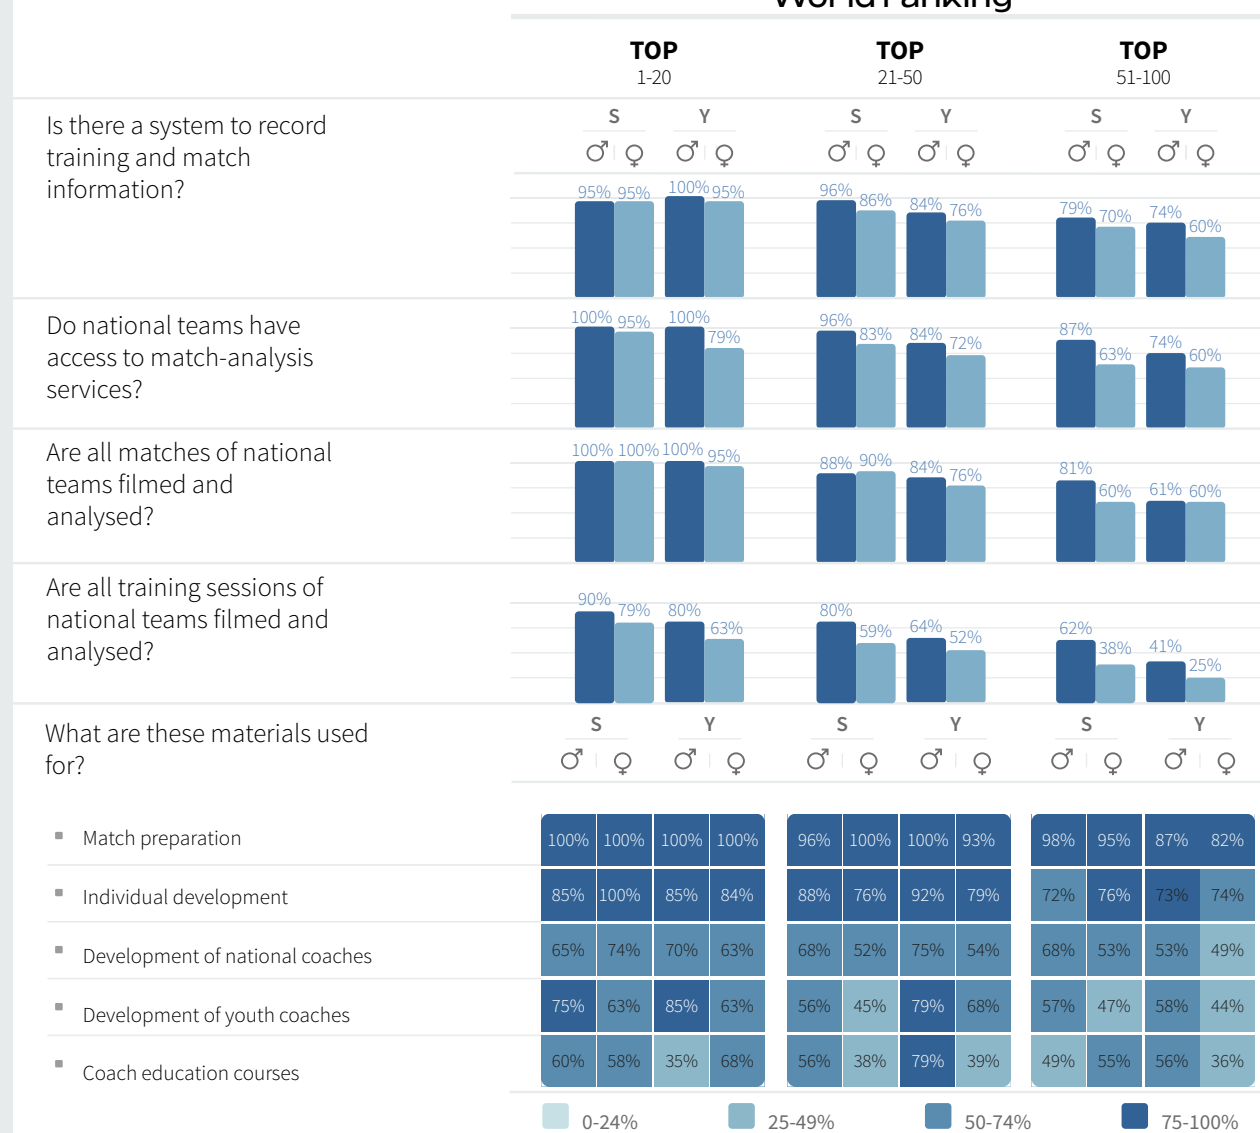 World ranking
TOP TOP TOP
1-20 21-50 51-100
S Y S Y S Y
Is there a system to record
training and match
information?
95% 95% 100% 95% 96% 86% 84% 76% 79% 70% 74% 60%
Do national teams have
access to match-analysis
services?
100% 95% 100% 79% 96% 83% 84% 72% 87% 63% 74% 60%
Are all matches of national
teams filmed and
analysed?
100% 100% 100% 95% 88% 90% 84% 76% 81% 60% 61% 60%
Are all training sessions of
national teams filmed and
analysed?
90% 79% 80% 63% 80% 59% 64% 52% 62% 38% 41% 25%
What are these materials used
for?
S Y S Y S Y
Match preparation 100% 100% 100% 100% 96% 100% 100% 93% 98% 95% 87% 82%
Individual development 85% 100% 85% 84% 88% 76% 92% 79% 72% 76% 73% 74%
Development of national coaches 65% 74% 70% 63% 68% 52% 75% 54% 68% 53% 53% 49%
Development of youth coaches 75% 63% 85% 63% 56% 45% 79% 68% 57% 47% 58% 44%
Coach education courses 60% 58% 35% 68% 56% 38% 79% 39% 49% 55% 56% 36%
0-24% 25-49% 50-74% 75-100%